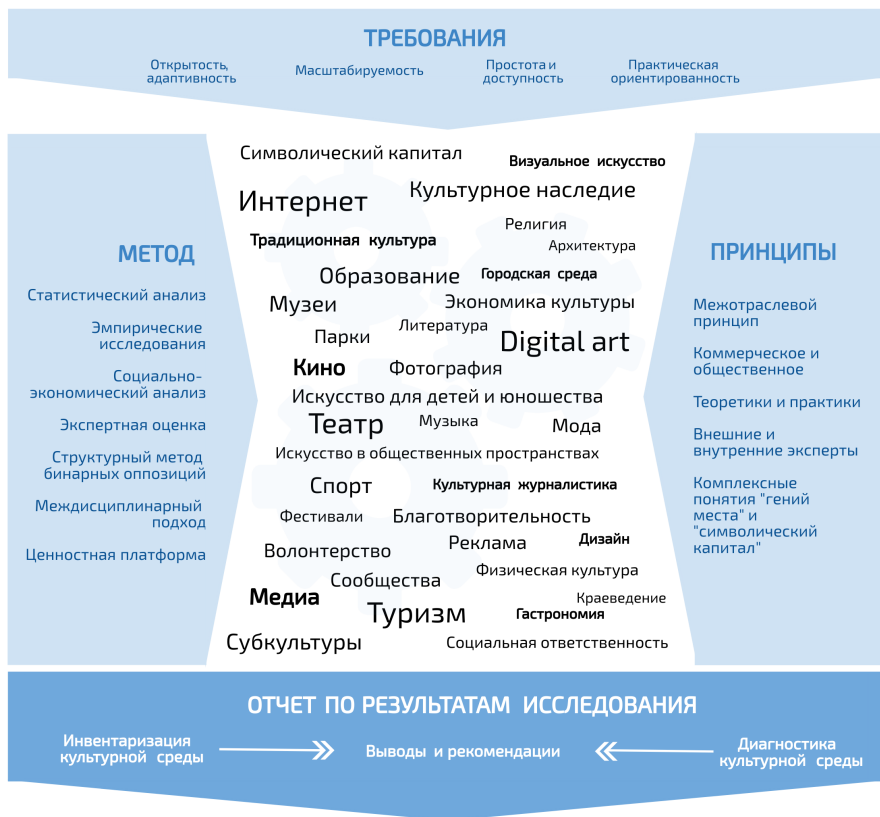 ТРЕБОВАНИЯ
Открытость,
адаптивность
Масштабируемость
Простота и
доступность
Практическая
ориентированность
МЕТОД
Статистический анализ
Эмпирические
исследования
Социально-
экономический анализ
Экспертная оценка
Структурный метод
бинарных оппозиций
Междисциплинарный
подход
Ценностная платформа
Символический капитал
Визуальное искусство
Интернет
Культурное наследие
Религия
Традиционная культура
Архитектура
Образование
Городская среда
Музеи
Экономика культуры
Парки
Литература
Digital art
Кино
Фотография
Искусство для детей и юношества
Театр
Музыка
Мода
Искусство в общественных пространствах
Спорт
Культурная журналистика
Фестивали
Благотворительность
Волонтерство
Реклама
Дизайн
Сообщества
Физическая культура
Медиа
Краеведение
Туризм
Гастрономия
Субкультуры
Социальная ответственность
ПРИНЦИПЫ
Межотраслевой
принцип
Коммерческое и
общественное
Теоретики и практики
Внешние и
внутренние эксперты
Комплексные
понятия "гений
места" и
"символический
капитал"
ОТЧЕТ ПО РЕЗУЛЬТАТАМ ИССЛЕДОВАНИЯ
Инвентаризация
культурной среды
Выводы и рекомендации
Диагностика
культурной среды